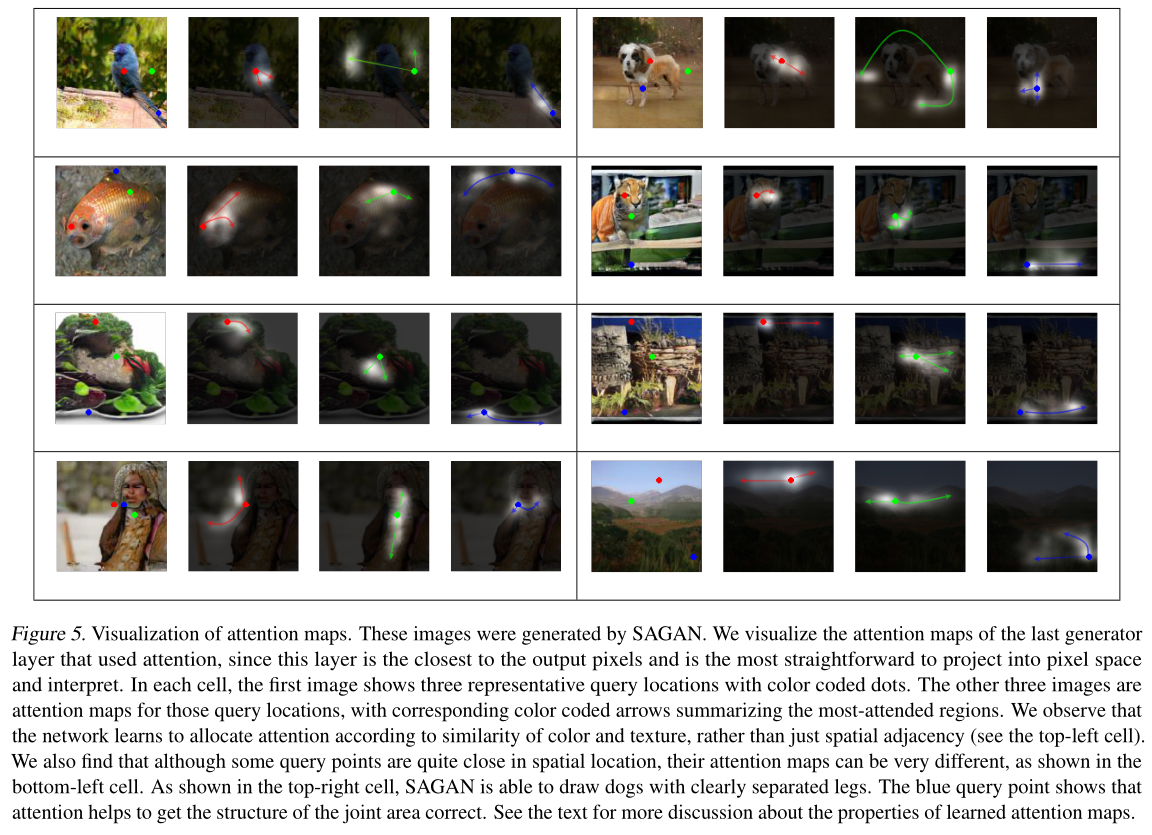 Figure 5. Visualization of attention maps. These images were generated by SAGAN. We visualize the attention maps of the last generator
layer that used attention, since this layer is the closest to the output pixels and is the most straightforward to project into pixel space
and interpret. In each cell, the first image shows three representative query locations with color coded dots. The other three images are
attention maps for those query locations, with corresponding color coded arrows summarizing the most-attended regions. We observe that
the network learns to allocate attention according to similarity of color and texture, rather than just spatial adjacency (see the top-left cell).
We also find that although some query points are quite close in spatial location, their attention maps can be very different, as shown in the
bottom-left cell. As shown in the top-right cell, SAGAN is able to draw dogs with clearly separated legs. The blue query point shows that
attention helps to get the structure of the joint area correct. See the text for more discussion about the properties of learned attention maps.